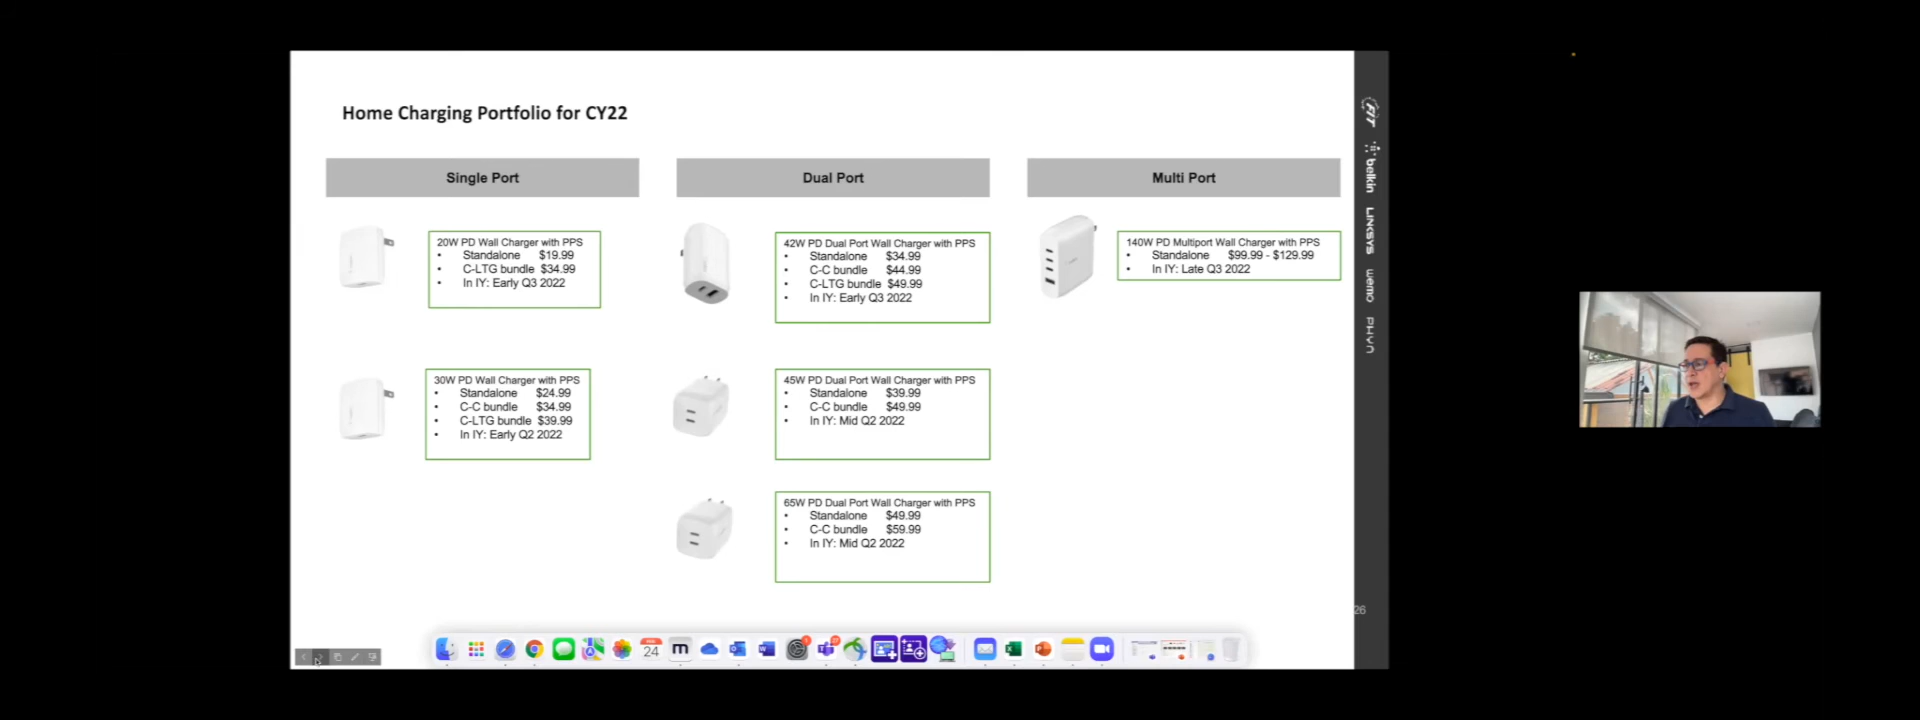 Home Charging Portfolio for CY22
Single Port
Dual Port
Multi Port
20W PD Wall Charger with PPS
• Standalone $19.99
• C-LTG bundle $34.99
• In IY: Early Q3 2022
30W PD Wall Charger with PPS
• Standalone $24.99
• C-C bundle $34.99
• C-LTG bundle $39.99
• In IY: Early Q2 2022
42W PD Dual Port Wall Charger with PPS
• Standalone $34.99
• C-C bundle $44.99
• C-LTG bundle $49.99
• In IY: Early Q3 2022
45W PD Dual Port Wall Charger with PPS
• Standalone $39.99
• C-C bundle $49.99
• In IY: Mid Q2 2022
65W PD Dual Port Wall Charger with PPS
• Standalone $49.99
• C-C bundle $59.99
• In IY: Mid Q2 2022
140W PD Multiport Wall Charger with PPS
• Standalone $99.99 - $129.99
• In IY: Late Q3 2022
FIT
belkin
LINKSYS
wemo
PHYN
26
24